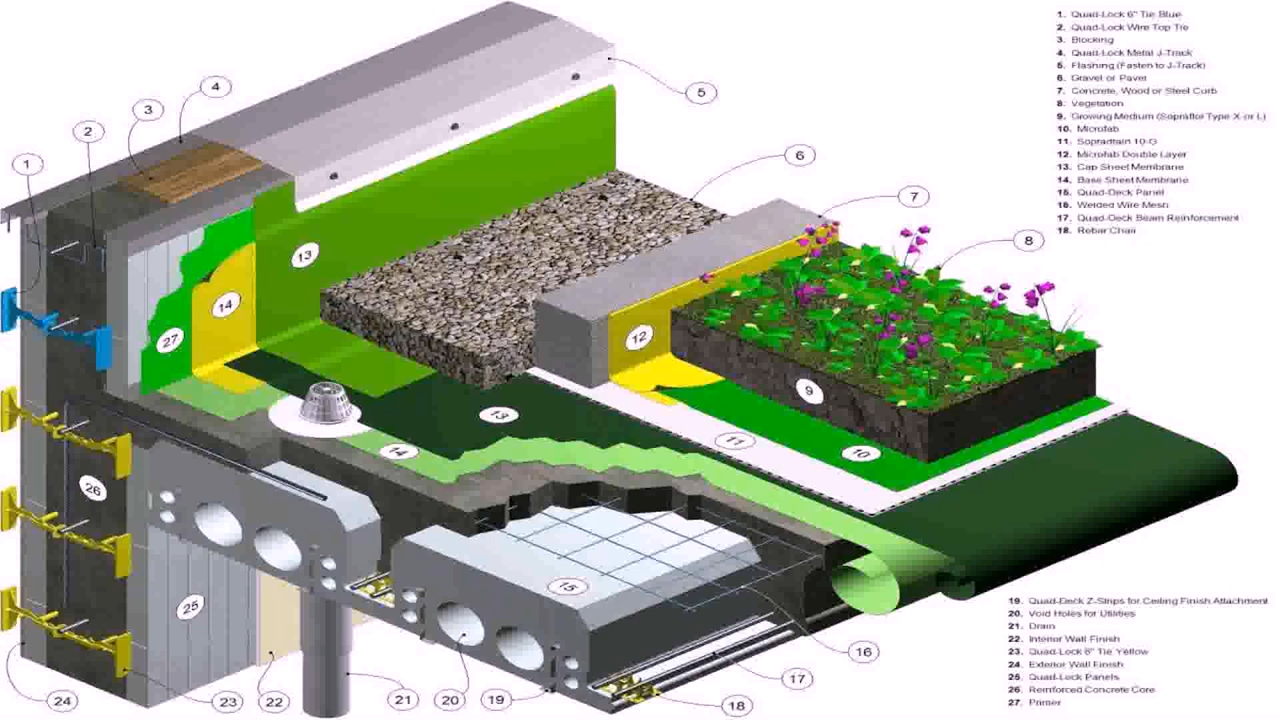 1. Quad-Lock 6" Tie Blue
2. Quad-Lock Wire Top Tie
3. Blocking
4. Quad-Lock Metal J-Track
5. Flashing (Fasten to J-Track)
6. Gravel or Paver
7. Concrete, Wood or Steel Curb
8. Vegetation
9. Growing Medium (Sopraflor Type X or L)
10. Microfab
11. Sopradrain 10-G
12. Microfab Double Layer
13. Cap Sheet Membrane
14. Base Sheet Membrane
15. Quad-Deck Panel
16. Welded Wire Mesh
17. Quad-Deck Beam Reinforcement
18. Rebar Chair
4
5
3
2
1
6
7
8
13
14
27
12
9
13
11
10
14
26
15
25
16
17
18
19
20
21
22
23
24
19. Quad-Deck Z-Strips for Ceiling Finish Attachment
20. Void Holes for Utilities
21. Drain
22. Interior Wall Finish
23. Quad-Lock 8" Tie Yellow
24. Exterior Wall Finish
25. Quad-Lock Panels
26. Reinforced Concrete Core
27. Primer